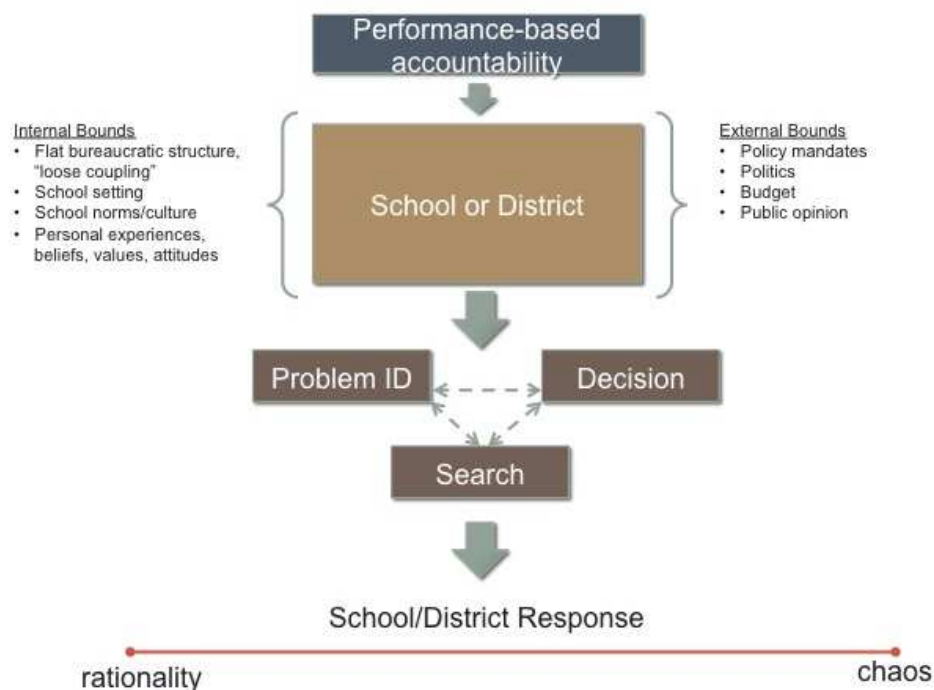 Performance-based
accountability
Internal Bounds
• Flat bureaucratic structure,
"loose coupling"
• School setting
• School norms/culture
• Personal experiences,
beliefs, values, attitudes
School or District
External Bounds
• Policy mandates
• Politics
• Budget
• Public opinion
Problem ID
Decision
Search
School/District Response
rationality
chaos